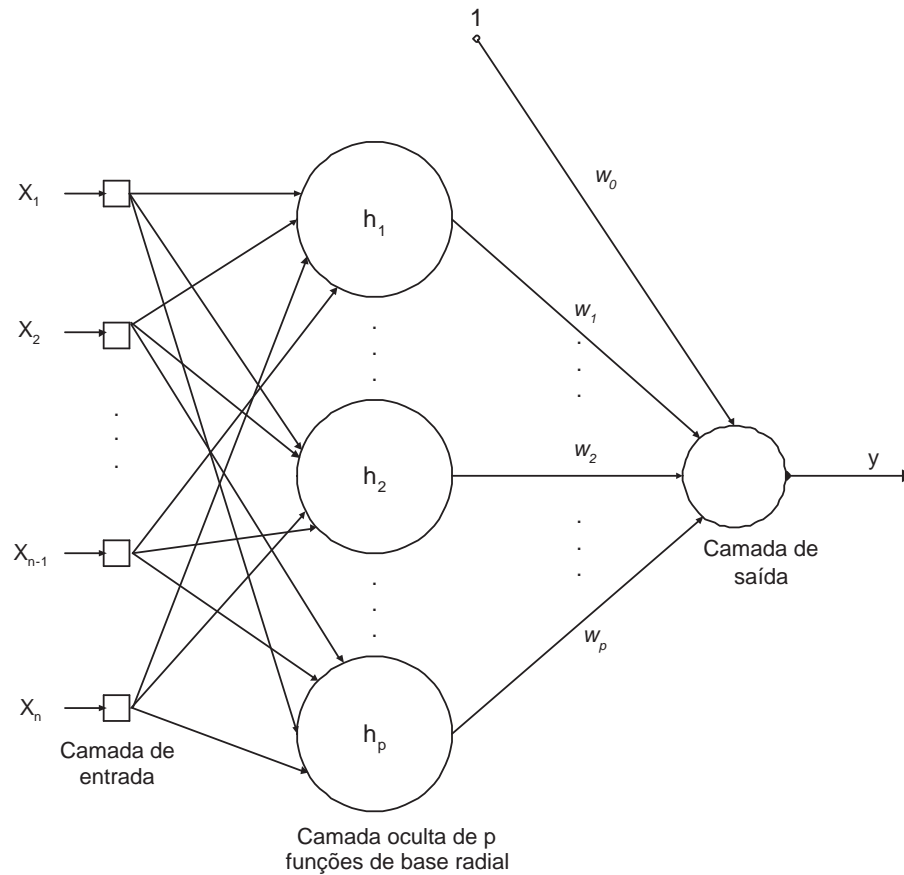 1
w₀
X₁
h₁
w₁
X₂
h₂
w₂
y
Xₙ₋₁
Camada de
saída
wₚ
Xₙ
hₚ
Camada de
entrada
Camada oculta de p
funções de base radial